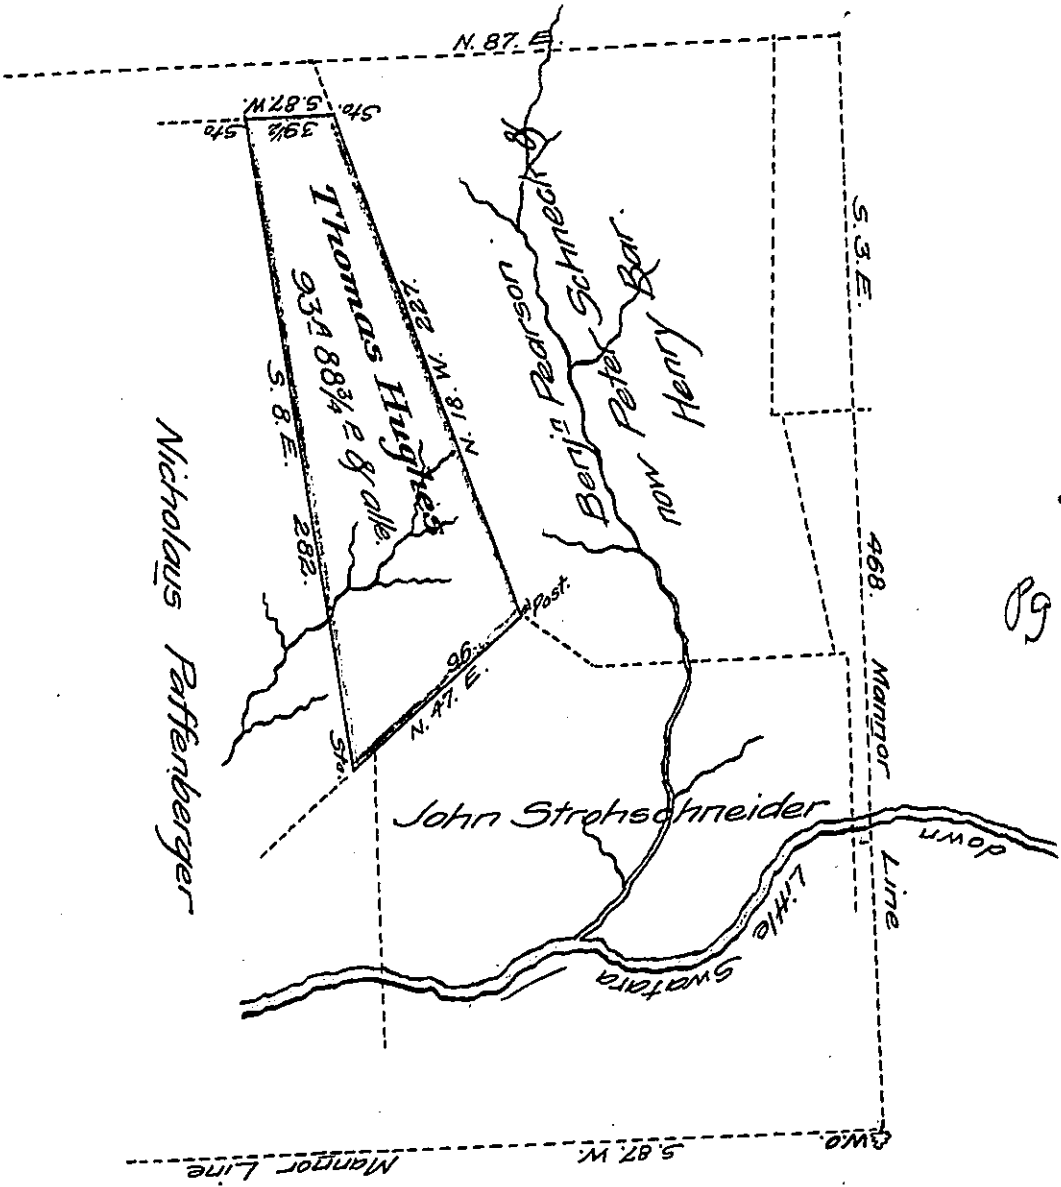 N. 87. E.
S. 87. W.
39½
Sto.
Sto
Thomas Hughes
93A 88¾ P. & alle.
S. 8. E. 282.
N. 18. W. 227.
Sto.
96
N. 47. E.
Post.
Benjn Pearson
now Peter Schneck &
Henry Bar.
S. 3. E. 468. Mannor Line
Nicholaus Paffenberger
John Strohschneider
down
Little
Swatara
W.O.
S. 87. W. Mannor Line